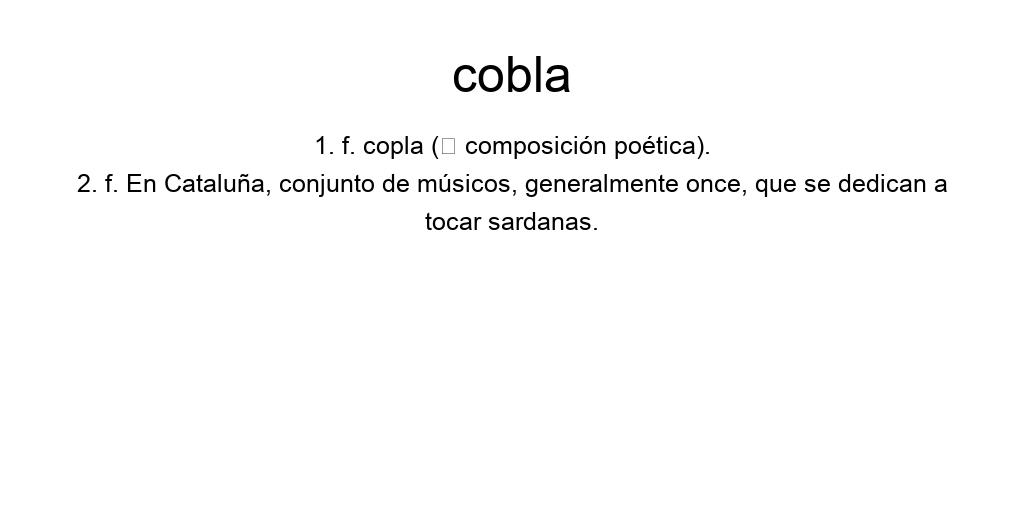 cobla
1. f. copla (□ composición poética).
2. f. En Cataluña, conjunto de músicos, generalmente once, que se dedican a
tocar sardanas.